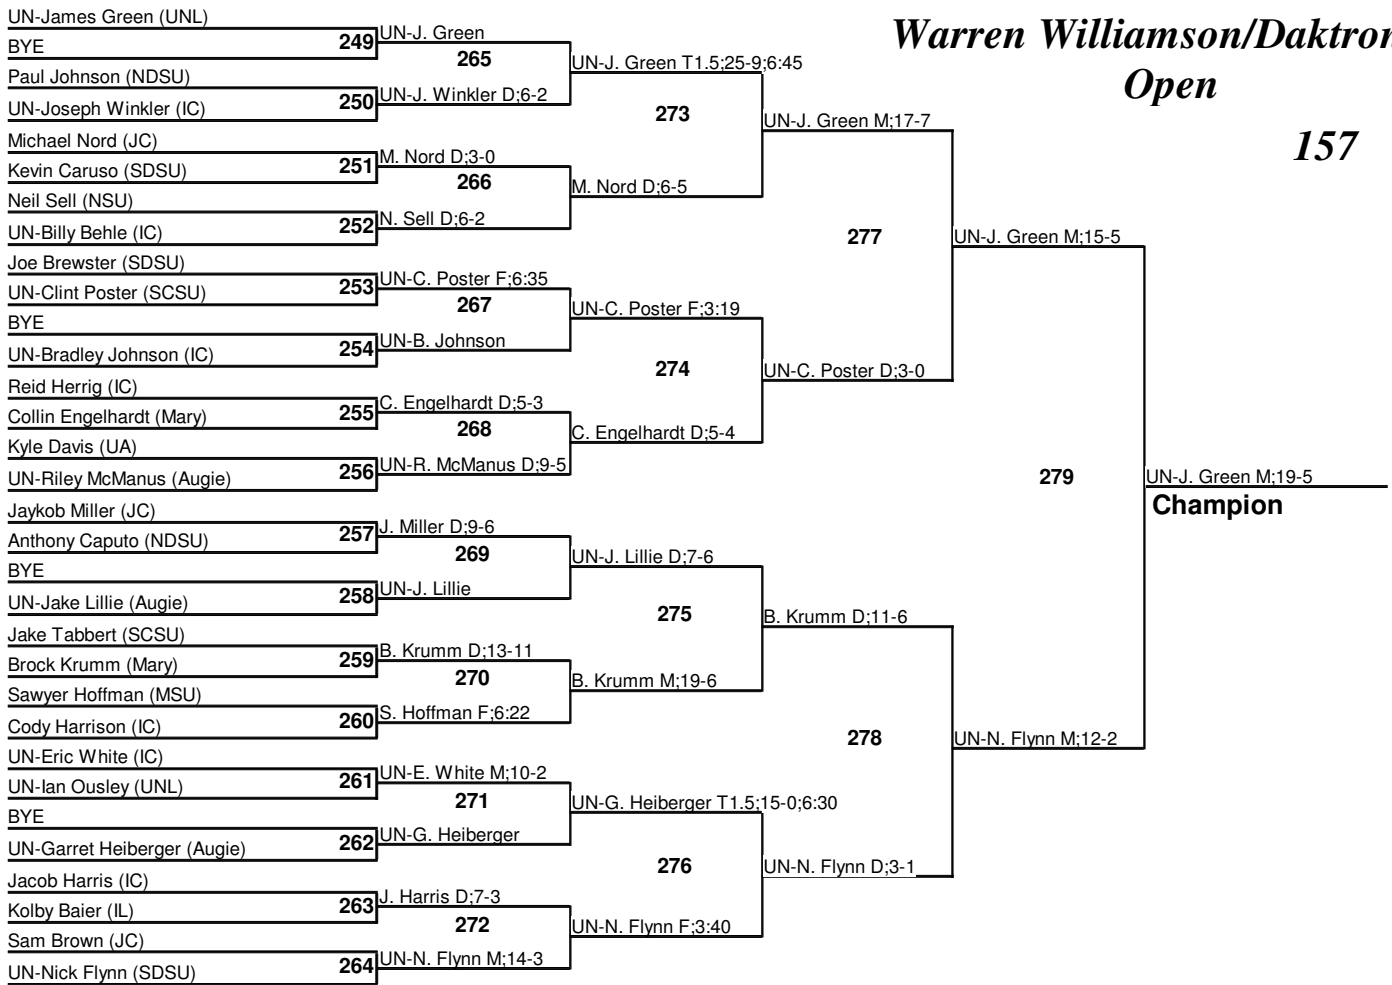 Warren Williamson/Daktron
Open
157
UN-James Green (UNL)
BYE
Paul Johnson (NDSU)
UN-Joseph Winkler (IC)
Michael Nord (JC)
Kevin Caruso (SDSU)
Neil Sell (NSU)
UN-Billy Behle (IC)
Joe Brewster (SDSU)
UN-Clint Poster (SCSU)
BYE
UN-Bradley Johnson (IC)
Reid Herrig (IC)
Collin Engelhardt (Mary)
Kyle Davis (UA)
UN-Riley McManus (Augie)
Jaykob Miller (JC)
Anthony Caputo (NDSU)
BYE
UN-Jake Lillie (Augie)
Jake Tabbert (SCSU)
Brock Krumm (Mary)
Sawyer Hoffman (MSU)
Cody Harrison (IC)
UN-Eric White (IC)
UN-Ian Ousley (UNL)
BYE
UN-Garret Heiberger (Augie)
Jacob Harris (IC)
Kolby Baier (IL)
Sam Brown (JC)
UN-Nick Flynn (SDSU)
249
250
251
252
253
254
255
256
257
258
259
260
261
262
263
264
UN-J. Green
265
UN-J. Winkler D;6-2
M. Nord D;3-0
266
N. Sell D;6-2
UN-C. Poster F;6:35
267
UN-B. Johnson
C. Engelhardt D;5-3
268
UN-R. McManus D;9-5
J. Miller D;9-6
269
UN-J. Lillie
B. Krumm D;13-11
270
S. Hoffman F;6:22
UN-E. White M;10-2
271
UN-G. Heiberger
J. Harris D;7-3
272
UN-N. Flynn M;14-3
UN-J. Green T1.5;25-9;6:45
273
M. Nord D;6-5
UN-C. Poster F;3:19
274
C. Engelhardt D;5-4
UN-J. Lillie D;7-6
275
B. Krumm M;19-6
UN-G. Heiberger T1.5;15-0;6:30
276
UN-N. Flynn F;3:40
UN-J. Green M;17-7
277
UN-C. Poster D;3-0
B. Krumm D;11-6
278
UN-N. Flynn D;3-1
UN-J. Green M;15-5
279
UN-N. Flynn M;12-2
UN-J. Green M;19-5
Champion